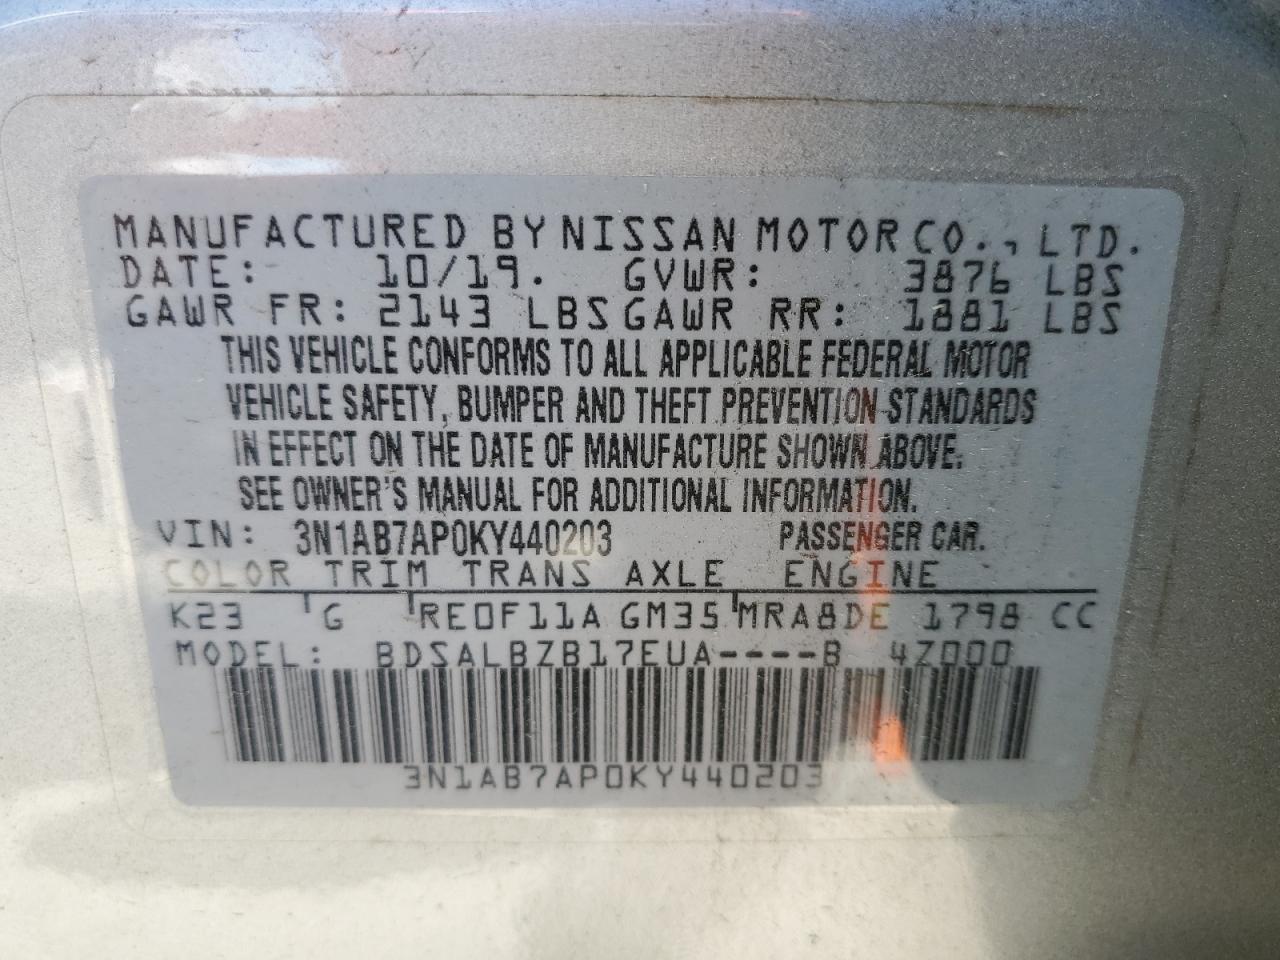 MANUFACTURED BY NISSAN MOTOR CO., LTD.
DATE: 10/19. GVWR: 3876 LBS
GAWR FR: 2143 LBS GAWR RR: 1881 LBS
THIS VEHICLE CONFORMS TO ALL APPLICABLE FEDERAL MOTOR
VEHICLE SAFETY, BUMPER AND THEFT PREVENTION STANDARDS
IN EFFECT ON THE DATE OF MANUFACTURE SHOWN ABOVE.
SEE OWNER'S MANUAL FOR ADDITIONAL INFORMATION.
VIN: 3N1AB7AP0KY440203 PASSENGER CAR.
COLOR TRIM TRANS AXLE ENGINE
K23 G RE0F11A GM35 MRA8DE 1798 CC
MODEL: BDSALBZB17EUA----B 4Z000
3N1AB7AP0KY440203